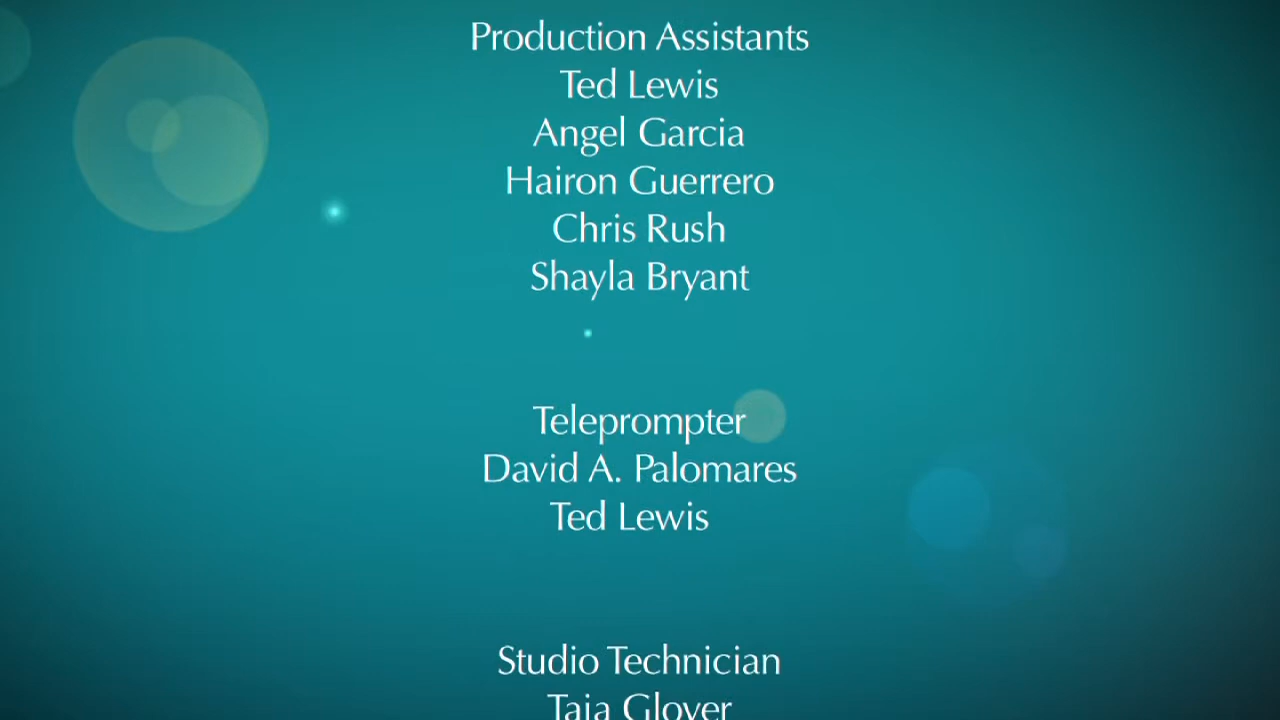 Production Assistants
Ted Lewis
Angel Garcia
Hairon Guerrero
Chris Rush
Shayla Bryant
Teleprompter
David A. Palomares
Ted Lewis
Studio Technician
Taja Glover